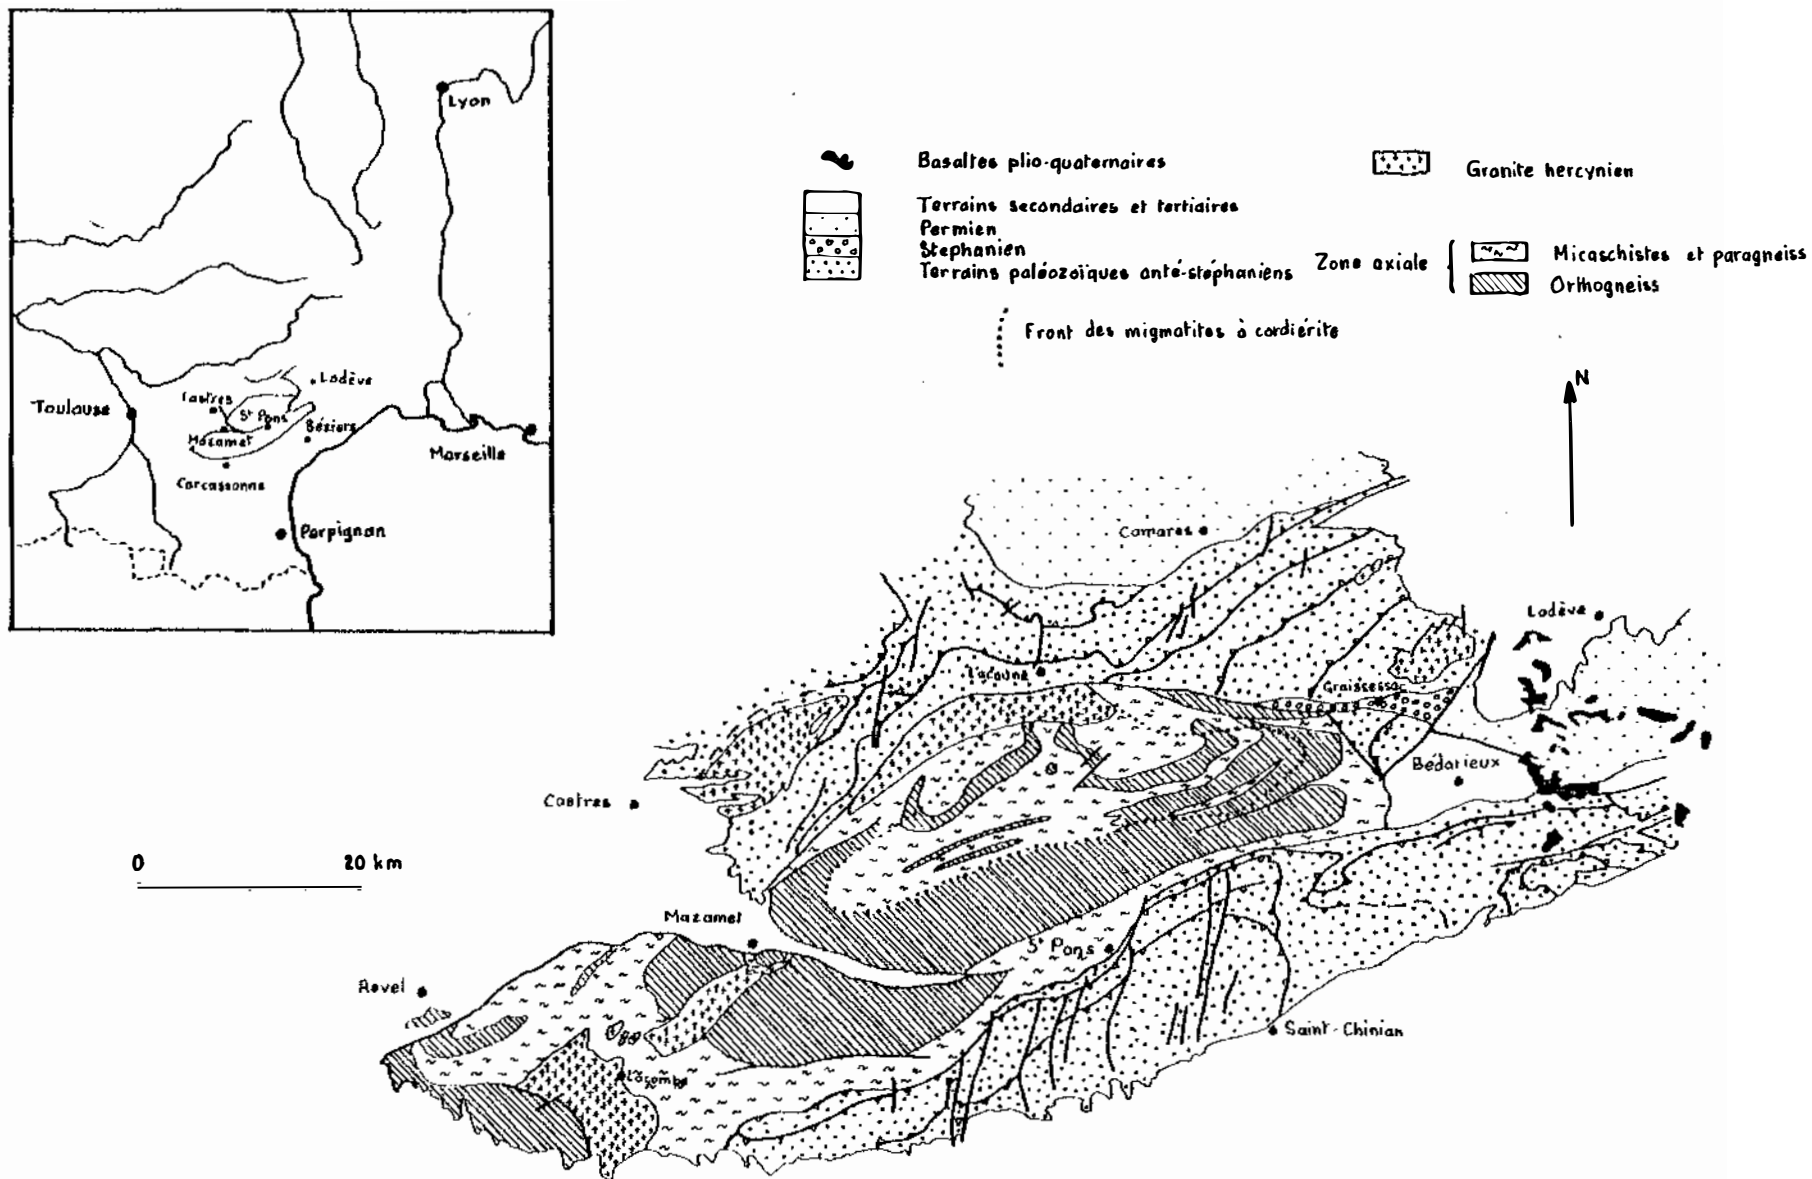 Lyon
Lodève
Castres
St Pons
Toulouse
Béziers
Mazamet
Marseille
Carcassonne
Perpignan
Basaltes plio-quaternaires
Granite hercynien
Terrains secondaires et tertiaires
Permien
Stephanien
Terrains paléozoïques anté-stéphaniens
Zone axiale
Micaschistes et paragneiss
Orthogneiss
Front des migmatites à cordiérite
N
Camares
Lodève
Lacaune
Graissessac
Bédarieux
Castres
0 20 km
Mazamet
St Pons
Revel
Saint-Chinian
Lacombe